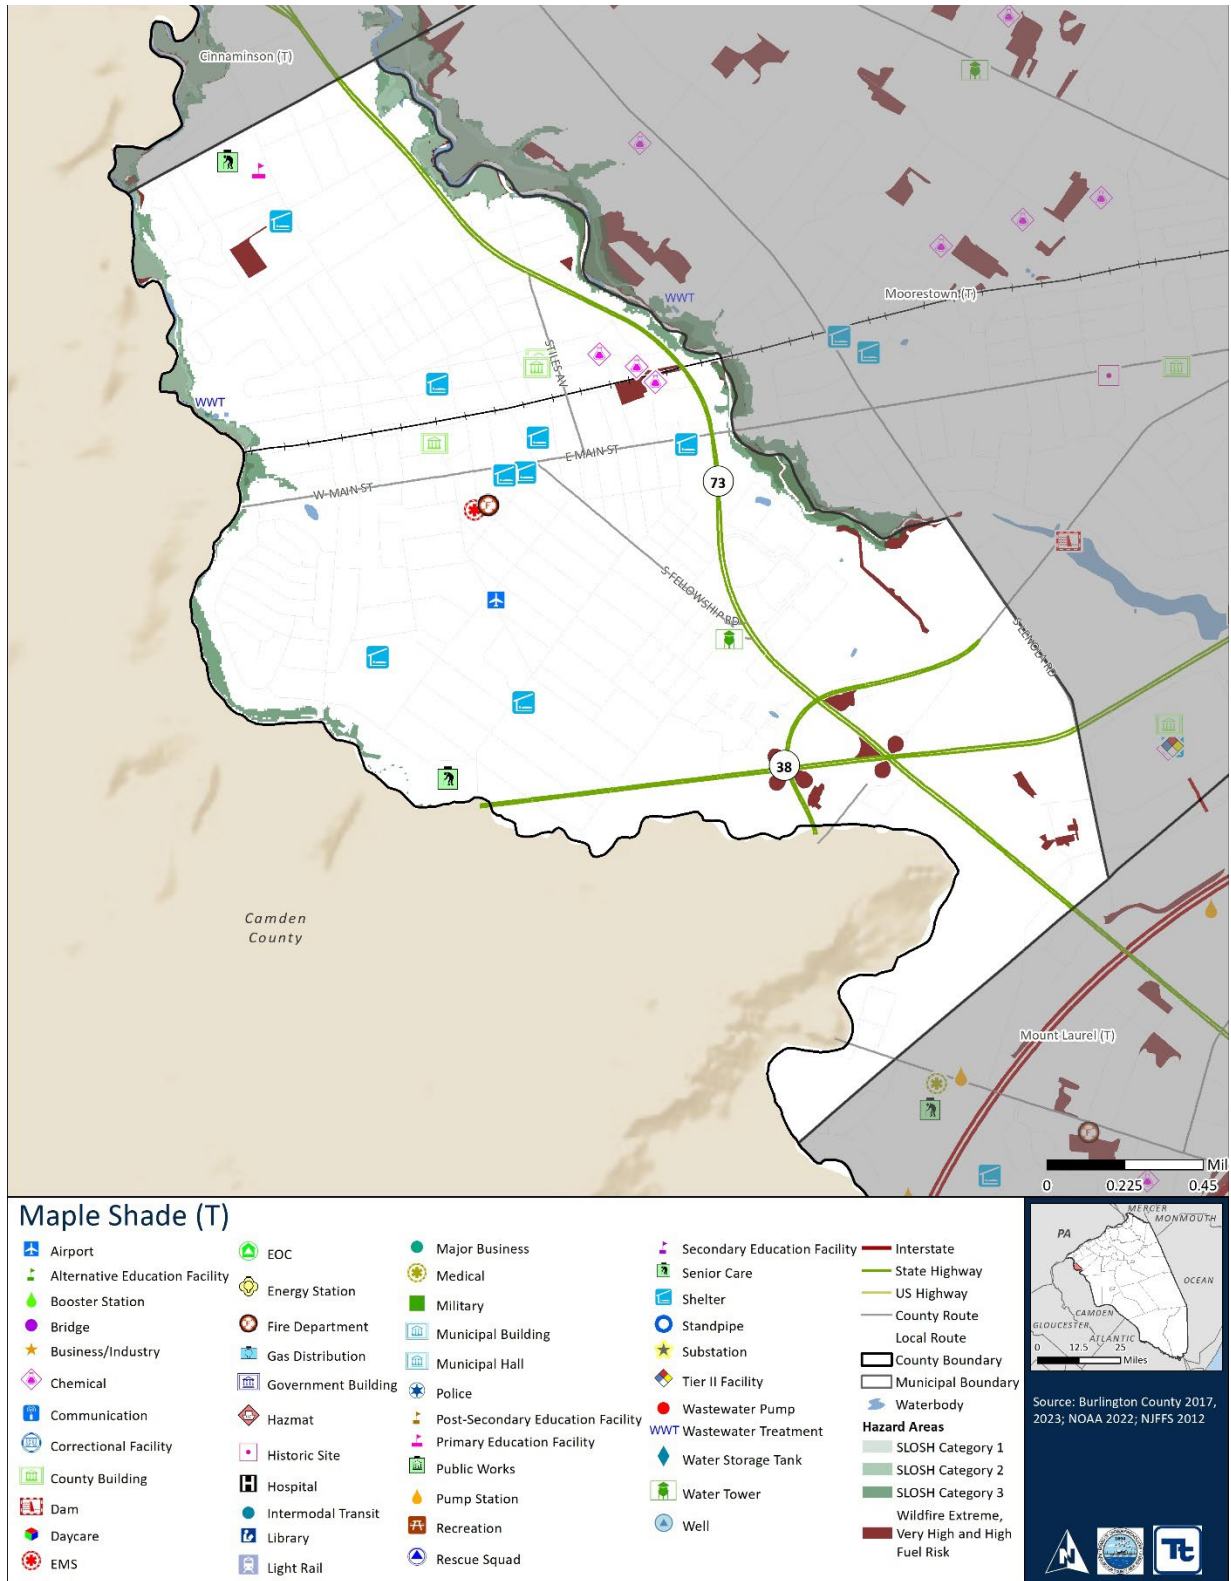 Cinnaminson (T)
WWT
Moorestown (T)
STILES AV
WWT
E MAIN ST
W MAIN ST
73
S FELLOWSHIP RD
S LENOLA RD
38
Camden
County
Mount Laurel (T)
Mil
0 0.225 0.45
Maple Shade (T)
Airport
Alternative Education Facility
Booster Station
Bridge
Business/Industry
Chemical
Communication
Correctional Facility
County Building
Dam
Daycare
EMS
EOC
Energy Station
Fire Department
Gas Distribution
Government Building
Hazmat
Historic Site
Hospital
Intermodal Transit
Library
Light Rail
Major Business
Medical
Military
Municipal Building
Municipal Hall
Police
Post-Secondary Education Facility
Primary Education Facility
Public Works
Pump Station
Recreation
Rescue Squad
Secondary Education Facility
Senior Care
Shelter
Standpipe
Substation
Tier II Facility
Wastewater Pump
WWT Wastewater Treatment
Water Storage Tank
Water Tower
Well
Interstate
State Highway
US Highway
County Route
Local Route
County Boundary
Municipal Boundary
Waterbody
Hazard Areas
SLOSH Category 1
SLOSH Category 2
SLOSH Category 3
Wildfire Extreme,
Very High and High
Fuel Risk
MERCER
MONMOUTH
PA
OCEAN
CAMDEN
GLOUCESTER
ATLANTIC
0 12.5 25
Miles
Source: Burlington County 2017,
2023; NOAA 2022; NJFFS 2012
N
Tt